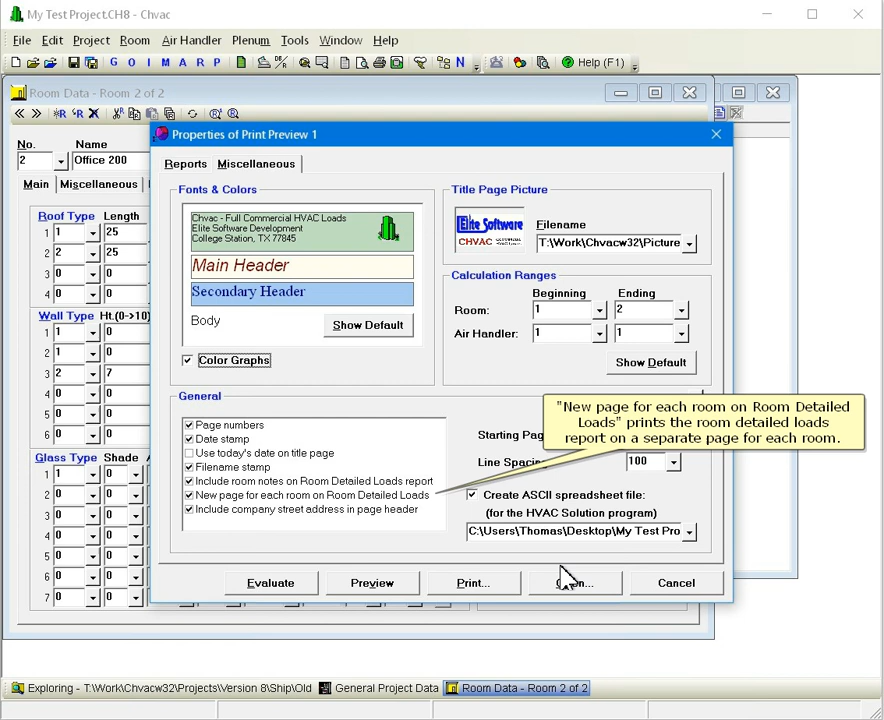 My Test Project.CH8 - Chvac
File Edit Project Room Air Handler Plenum Tools Window Help
G O I M A R P
N
Help (F1)
Room Data - Room 2 of 2
No. Name
2 Office 200
Main Miscellaneous
Roof Type Length
1 1 25
2 2 25
3 0 0
4 0 0
Wall Type Ht.(0->10)
1 1 0
2 1 0
3 2 7
4 0 0
5 0 0
6 0 0
Glass Type Shade
1 1 0
2 0 0
3 0 0
4 0 0
5 0 0
6 0 0
7 0 0
Properties of Print Preview 1
Reports Miscellaneous
Fonts & Colors
Chvac - Full Commercial HVAC Loads
Elite Software Development
College Station, TX 77845
Main Header
Secondary Header
Body
Show Default
Color Graphs
Title Page Picture
Elite Software
CHVAC
Filename
T:\Work\Chvacw32\Picture
Calculation Ranges
Beginning Ending
Room: 1 2
Air Handler: 1 1
Show Default
General
Page numbers
Date stamp
Use today's date on title page
Filename stamp
Include room notes on Room Detailed Loads report
New page for each room on Room Detailed Loads
Include company street address in page header
Starting Pag
Line Spacing 100
Create ASCII spreadsheet file:
(for the HVAC Solution program)
C:\Users\Thomas\Desktop\My Test Pro
"New page for each room on Room Detailed
Loads" prints the room detailed loads
report on a separate page for each room.
Evaluate Preview Print... Cancel
Exploring - T:\Work\Chvacw32\Projects\Version 8\Ship\Old General Project Data Room Data - Room 2 of 2